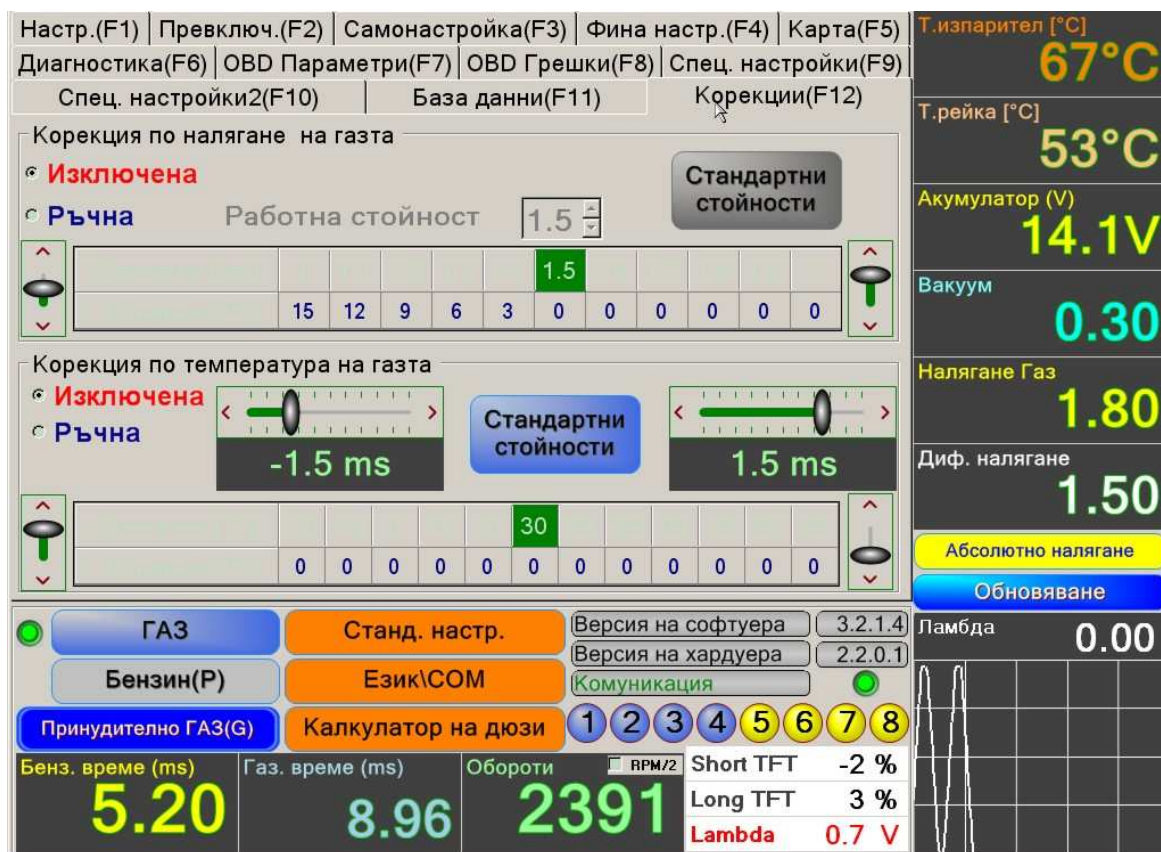 Настр.(F1) Превключ.(F2) Самонастройка(F3) Фина настр.(F4) Карта(F5)
Диагностика(F6) OBD Параметри(F7) OBD Грешки(F8) Спец. настройки(F9)
Спец. настройки2(F10) База данни(F11) Корекции(F12)
Корекция по налягане на газта
Изключена
Ръчна Работна стойност 1.5
Стандартни
стойности
1.5
15 12 9 6 3 0 0 0 0 0 0
Корекция по температура на газта
Изключена
Ръчна
-1.5 ms
Стандартни
стойности
1.5 ms
30
0 0 0 0 0 0 0 0 0 0 0 0
ГАЗ
Бензин(P)
Принудително ГАЗ(G)
Станд. настр.
Език\COM
Калкулатор на дюзи
Версия на софтуера 3.2.1.4
Версия на хардуера 2.2.0.1
Комуникация
1 2 3 4 5 6 7 8
Бенз. време (ms)
5.20
Газ. време (ms)
8.96
Обороти RPM/2
2391
Short TFT -2 %
Long TFT 3 %
Lambda 0.7 V
Т.изпарител [°C]
67°C
Т.рейка [°C]
53°C
Акумулатор (V)
14.1V
Вакуум
0.30
Налягане Газ
1.80
Диф. налягане
1.50
Абсолютно налягане
Обновяване
Ламбда 0.00